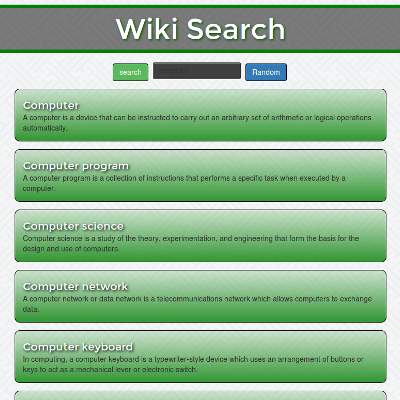 Wiki Search
search computer Random
Computer
A computer is a device that can be instructed to carry out an arbitrary set of arithmetic or logical operations
automatically.
Computer program
A computer program is a collection of instructions that performs a specific task when executed by a
computer.
Computer science
Computer science is a study of the theory, experimentation, and engineering that form the basis for the
design and use of computers.
Computer network
A computer network or data network is a telecommunications network which allows computers to exchange
data.
Computer keyboard
In computing, a computer keyboard is a typewriter-style device which uses an arrangement of buttons or
keys to act as a mechanical lever or electronic switch.